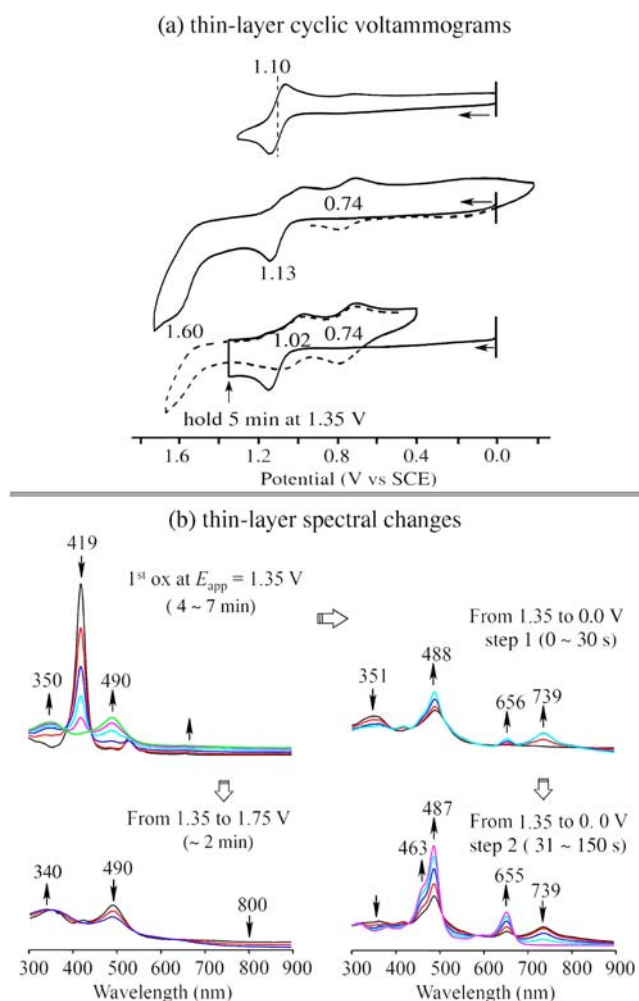 (a) thin-layer cyclic voltammograms
1.10
0.74
1.13
1.60
1.02
0.74
hold 5 min at 1.35 V
1.6 1.2 0.8 0.4 0.0
Potential (V vs SCE)
(b) thin-layer spectral changes
419
1st ox at Eapp = 1.35 V
( 4 ~ 7 min)
350
490
From 1.35 to 0.0 V
step 1 (0 ~ 30 s)
351
488
656
739
From 1.35 to 1.75 V
(~ 2 min)
340
490
800
300 400 500 600 700 800 900
Wavelength (nm)
From 1.35 to 0. 0 V
step 2 ( 31 ~ 150 s)
487
463
655
739
300 400 500 600 700 800 900
Wavelength (nm)